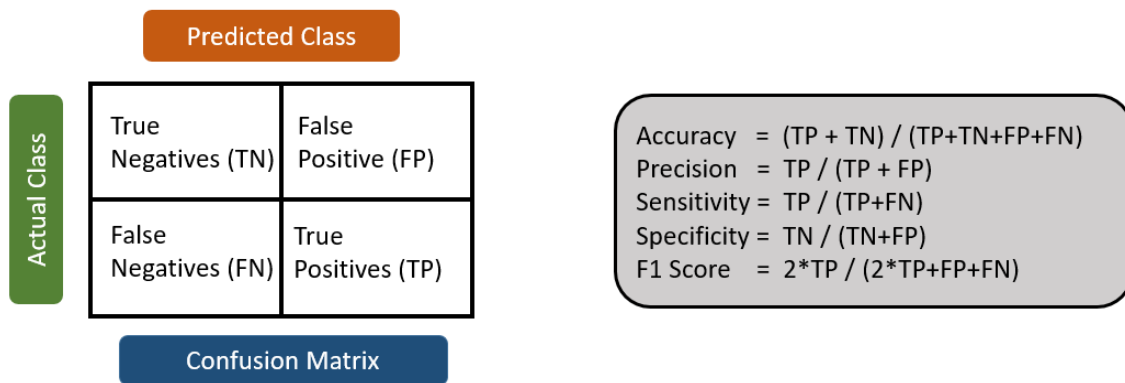 Predicted Class
Actual Class
True
Negatives (TN)
False
Positive (FP)
False
Negatives (FN)
True
Positives (TP)
Confusion Matrix
Accuracy = (TP + TN) / (TP+TN+FP+FN)
Precision = TP / (TP + FP)
Sensitivity = TP / (TP+FN)
Specificity = TN / (TN+FP)
F1 Score = 2*TP / (2*TP+FP+FN)